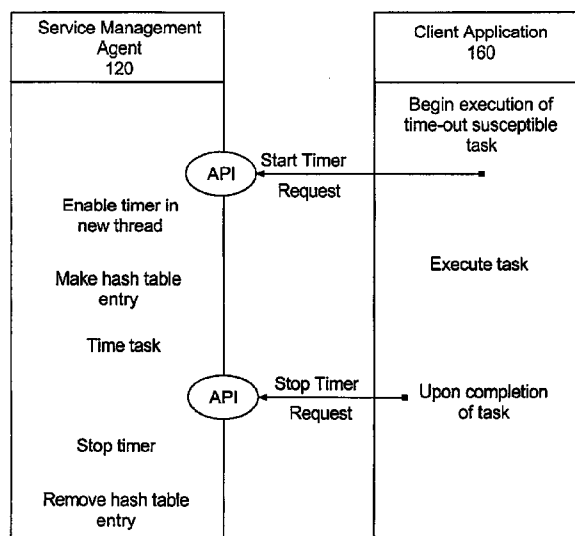 Service Management
Agent
120
Client Application
160
Begin execution of
time-out susceptible
task
API
Start Timer
Request
Enable timer in
new thread
Execute task
Make hash table
entry
Time task
API
Stop Timer
Request
Upon completion
of task
Stop timer
Remove hash table
entry